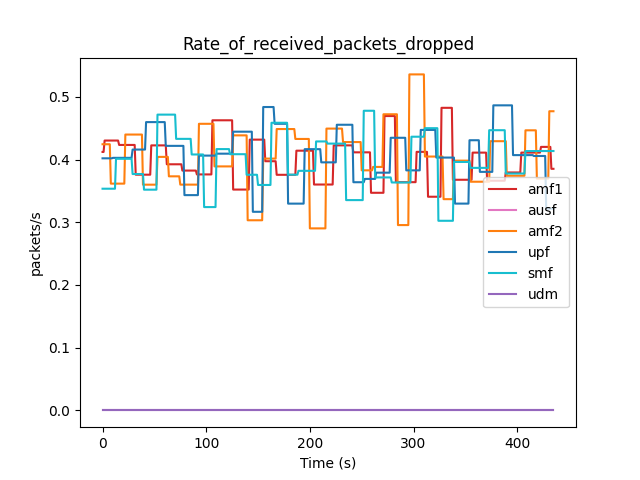 Rate_of_received_packets_dropped
packets/s
0.5
0.4
0.3
0.2
0.1
0.0
0 100 200 300 400
Time (s)
amf1
ausf
amf2
upf
smf
udm